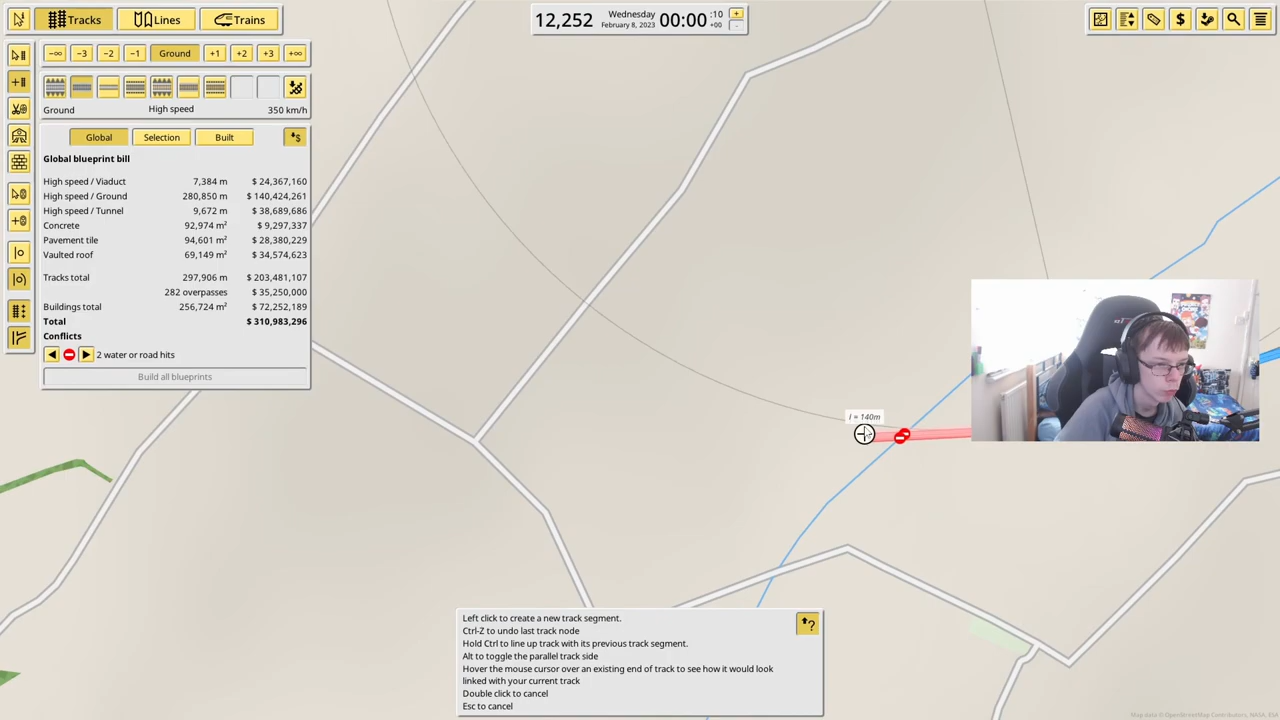 Tracks Lines Trains
12,252 Wednesday February 8, 2023 00:00 :10 +00 + -
−∞ −3 −2 −1 Ground +1 +2 +3 +∞
Ground High speed 350 km/h
Global Selection Built
Global blueprint bill
High speed / Viaduct 7,384 m $ 24,367,160
High speed / Ground 280,850 m $ 140,424,261
High speed / Tunnel 9,672 m $ 38,689,686
Concrete 92,974 m² $ 9,297,337
Pavement tile 94,601 m² $ 28,380,229
Vaulted roof 69,149 m² $ 34,574,623
Tracks total 297,906 m $ 203,481,107
282 overpasses $ 35,250,000
Buildings total 256,724 m² $ 72,252,189
Total $ 310,983,296
Conflicts
2 water or road hits
Build all blueprints
l = 140m
Left click to create a new track segment.
Ctrl-Z to undo last track node
Hold Ctrl to line up track with its previous track segment.
Alt to toggle the parallel track side
Hover the mouse cursor over an existing end of track to see how it would look
linked with your current track
Double click to cancel
Esc to cancel
Map data © OpenStreetMap Contributors, NASA, ESA